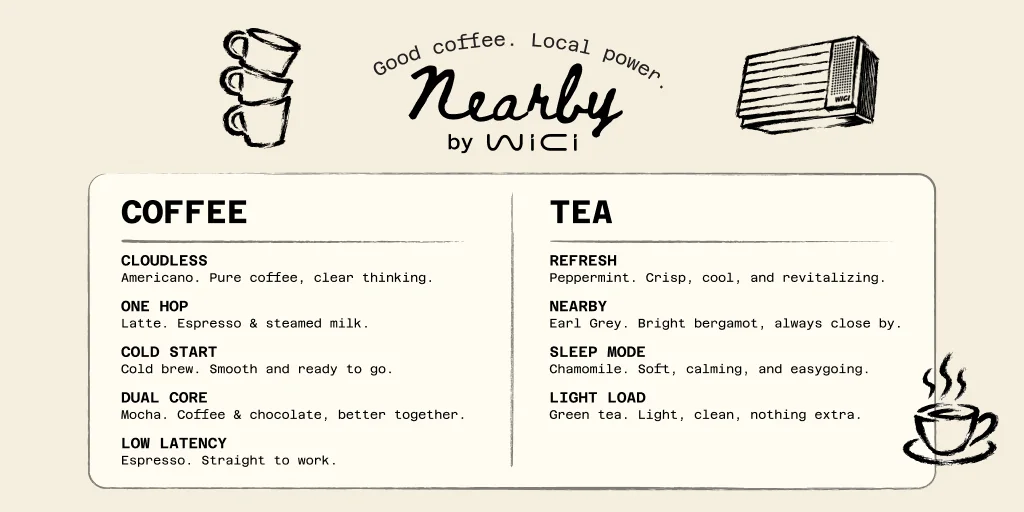 Good coffee. Local power.
Nearby
by WiCi
WiCi
COFFEE
CLOUDLESS
Americano. Pure coffee, clear thinking.
ONE HOP
Latte. Espresso & steamed milk.
COLD START
Cold brew. Smooth and ready to go.
DUAL CORE
Mocha. Coffee & chocolate, better together.
LOW LATENCY
Espresso. Straight to work.
TEA
REFRESH
Peppermint. Crisp, cool, and revitalizing.
NEARBY
Earl Grey. Bright bergamot, always close by.
SLEEP MODE
Chamomile. Soft, calming, and easygoing.
LIGHT LOAD
Green tea. Light, clean, nothing extra.